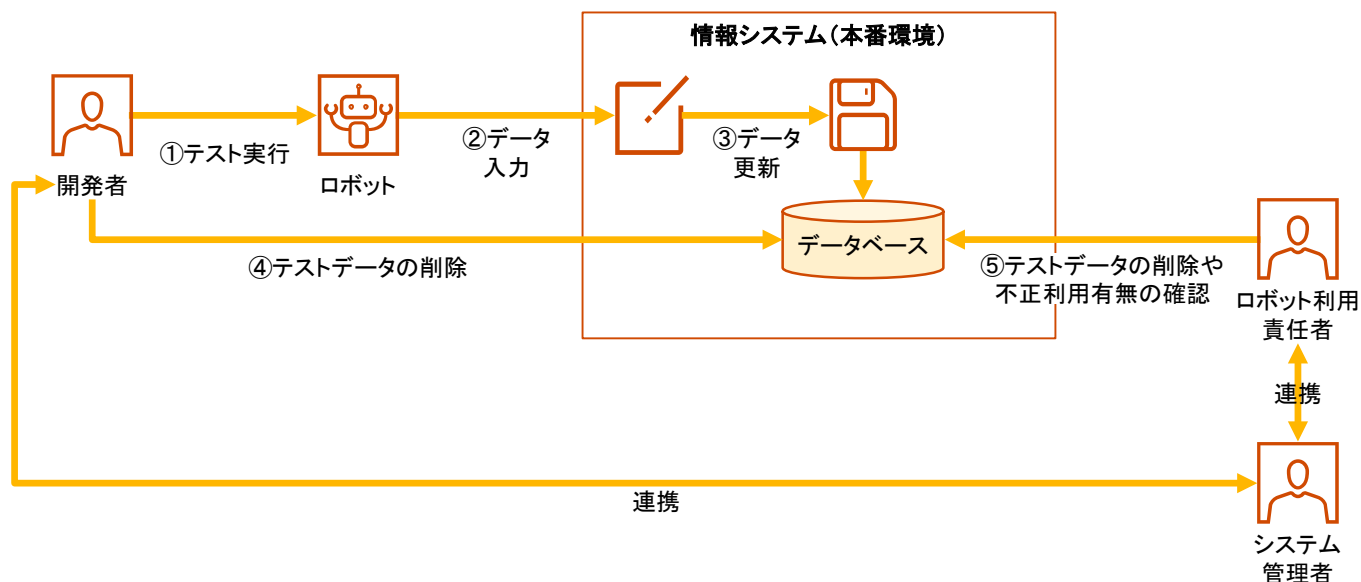 情報システム（本番環境）
①テスト実行
②データ
入力
③データ
更新
開発者
ロボット
データベース
④テストデータの削除
⑤テストデータの削除や
不正利用有無の確認
ロボット利用
責任者
連携
連携
システム
管理者